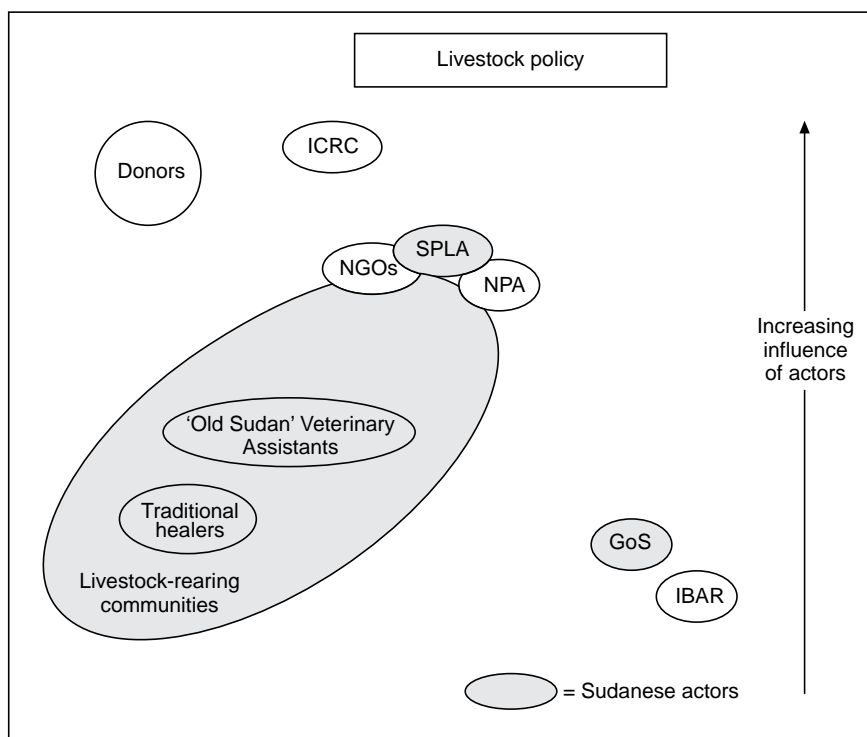 Livestock policy
ICRC
Donors
SPLA
NGOs
NPA
Increasing
influence
of actors
‘Old Sudan’ Veterinary
Assistants
Traditional
healers
GoS
Livestock-rearing
communities
IBAR
= Sudanese actors